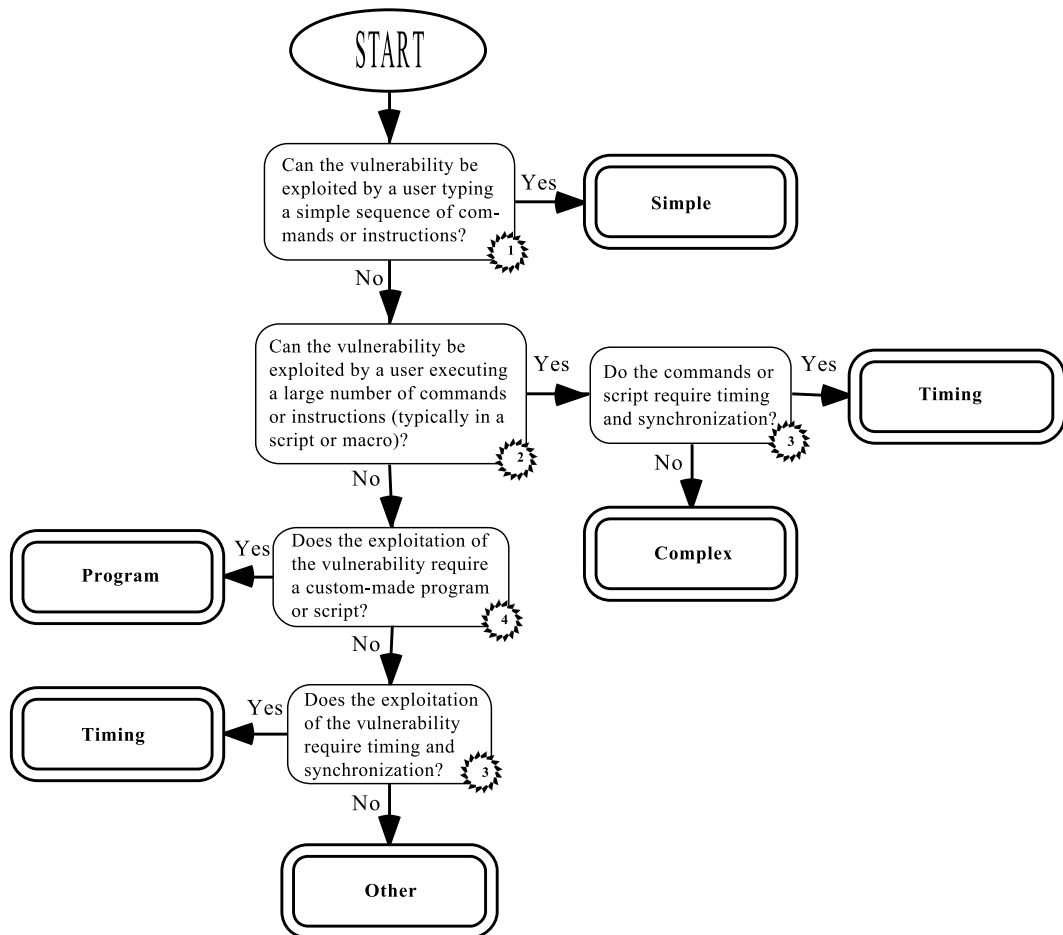 START
Can the vulnerability be
exploited by a user typing
a simple sequence of com-
mands or instructions?
1
Yes
Simple
No
Can the vulnerability be
exploited by a user executing
a large number of commands
or instructions (typically in a
script or macro)?
2
Yes
Do the commands or
script require timing
and synchronization?
3
Yes
Timing
No
Complex
No
Does the exploitation of
the vulnerability require
a custom-made program
or script?
4
Yes
Program
No
Does the exploitation
of the vulnerability
require timing and
synchronization?
3
Yes
Timing
No
Other